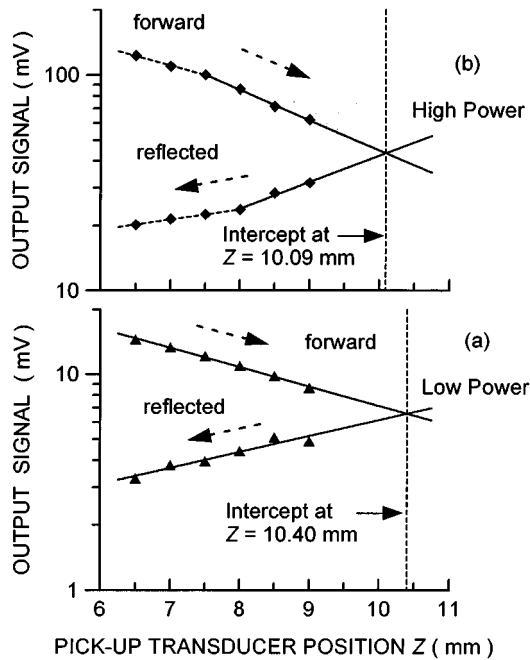 forward
(b)
100
High Power
reflected
Intercept at
Z = 10.09 mm
10
OUTPUT SIGNAL ( mV )
forward
(a)
10
Low Power
reflected
Intercept at
Z = 10.40 mm
1
OUTPUT SIGNAL ( mV )
6 7 8 9 10 11
PICK-UP TRANSDUCER POSITION Z ( mm )